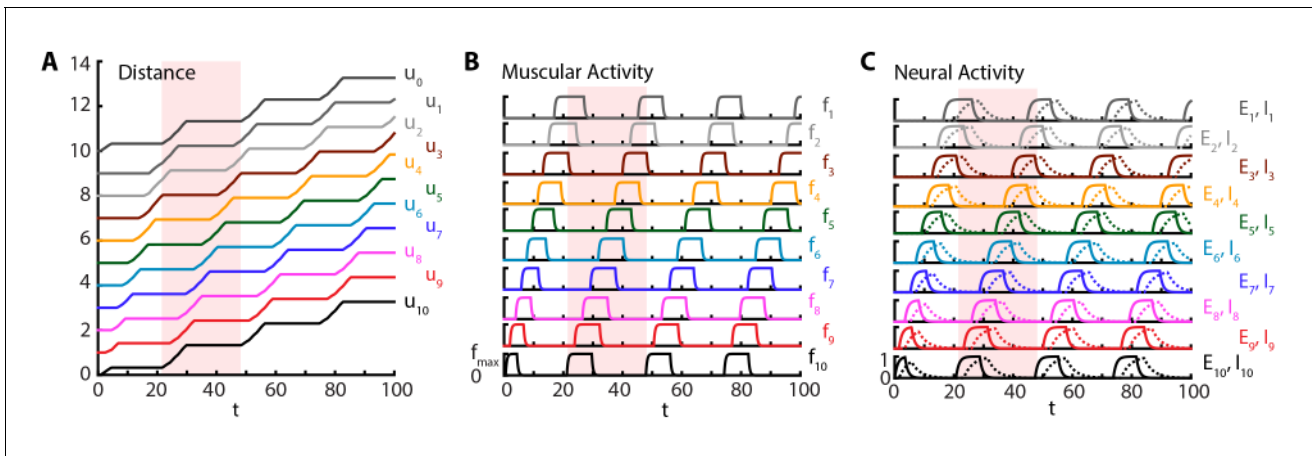 A Distance
14
12
10
8
6
4
2
0
0 20 40 60 80 100
t
u0
u1
u2
u3
u4
u5
u6
u7
u8
u9
u10
B Muscular Activity
f1
f2
f3
f4
f5
f6
f7
f8
f9
f10
fmax
0
0 20 40 60 80 100
t
C Neural Activity
E1, I1
E2, I2
E3, I3
E4, I4
E5, I5
E6, I6
E7, I7
E8, I8
E9, I9
E10, I10
1
0
0 20 40 60 80 100
t